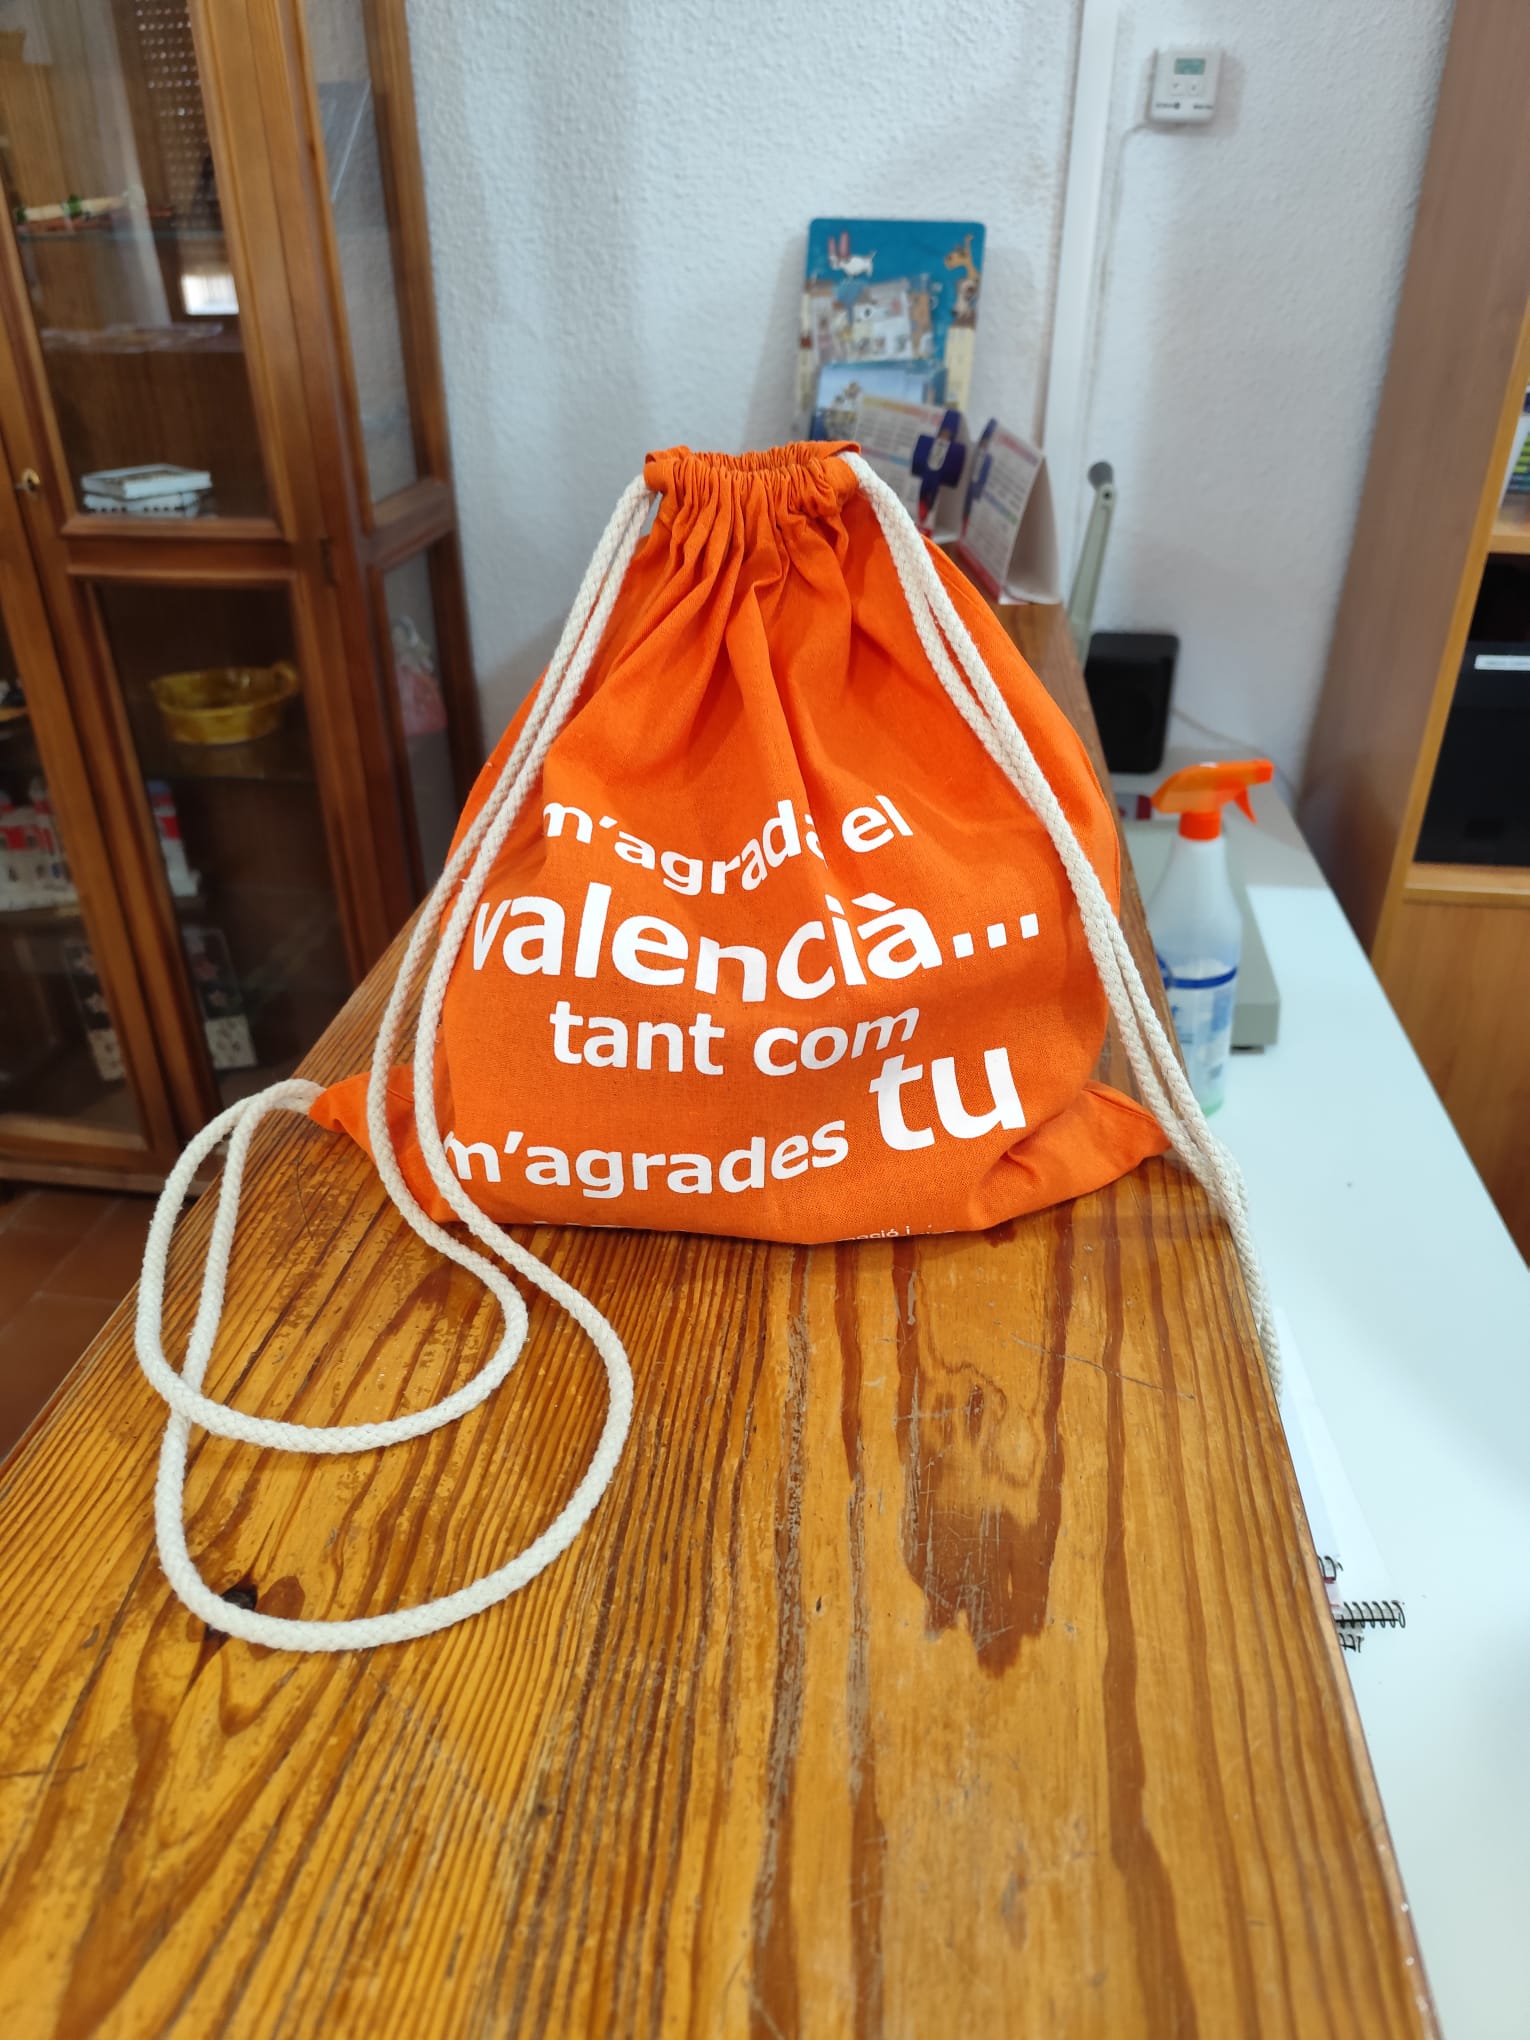 m'agrada el
valencià...
tant com
m'agrades tu